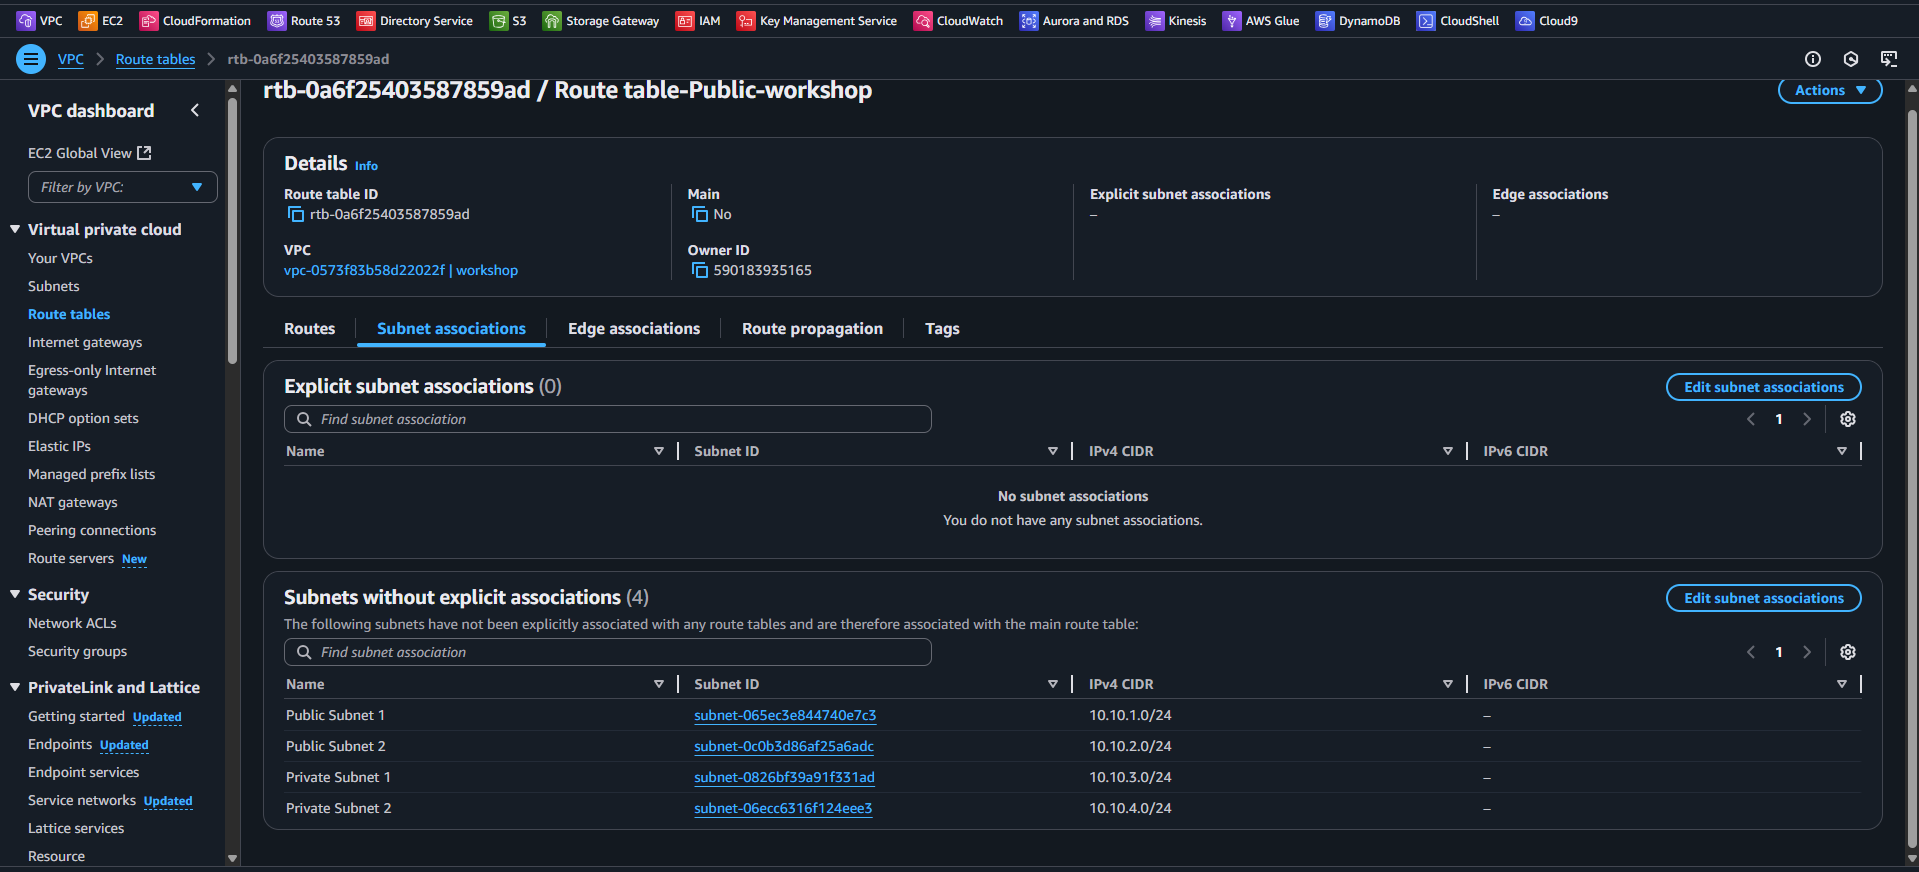 VPC EC2 CloudFormation Route 53 Directory Service S3 Storage Gateway IAM Key Management Service CloudWatch Aurora and RDS Kinesis AWS Glue DynamoDB CloudShell Cloud9
VPC > Route tables > rtb-0a6f25403587859ad
VPC dashboard
EC2 Global View
Filter by VPC:
Virtual private cloud
Your VPCs
Subnets
Route tables
Internet gateways
Egress-only Internet
gateways
DHCP option sets
Elastic IPs
Managed prefix lists
NAT gateways
Peering connections
Route servers New
Security
Network ACLs
Security groups
PrivateLink and Lattice
Getting started Updated
Endpoints Updated
Endpoint services
Service networks Updated
Lattice services
Resource
rtb-0a6f25403587859ad / Route table-Public-workshop
Actions
Details Info
Route table ID
rtb-0a6f25403587859ad
Main
No
Explicit subnet associations
–
Edge associations
–
VPC
vpc-0573f83b58d22022f | workshop
Owner ID
590183935165
Routes Subnet associations Edge associations Route propagation Tags
Explicit subnet associations (0)
Edit subnet associations
Find subnet association
1
Name Subnet ID IPv4 CIDR IPv6 CIDR
No subnet associations
You do not have any subnet associations.
Subnets without explicit associations (4)
Edit subnet associations
The following subnets have not been explicitly associated with any route tables and are therefore associated with the main route table:
Find subnet association
1
Name Subnet ID IPv4 CIDR IPv6 CIDR
Public Subnet 1 subnet-065ec3e844740e7c3 10.10.1.0/24 –
Public Subnet 2 subnet-0c0b3d86af25a6adc 10.10.2.0/24 –
Private Subnet 1 subnet-0826bf39a91f331ad 10.10.3.0/24 –
Private Subnet 2 subnet-06ecc6316f124eee3 10.10.4.0/24 –